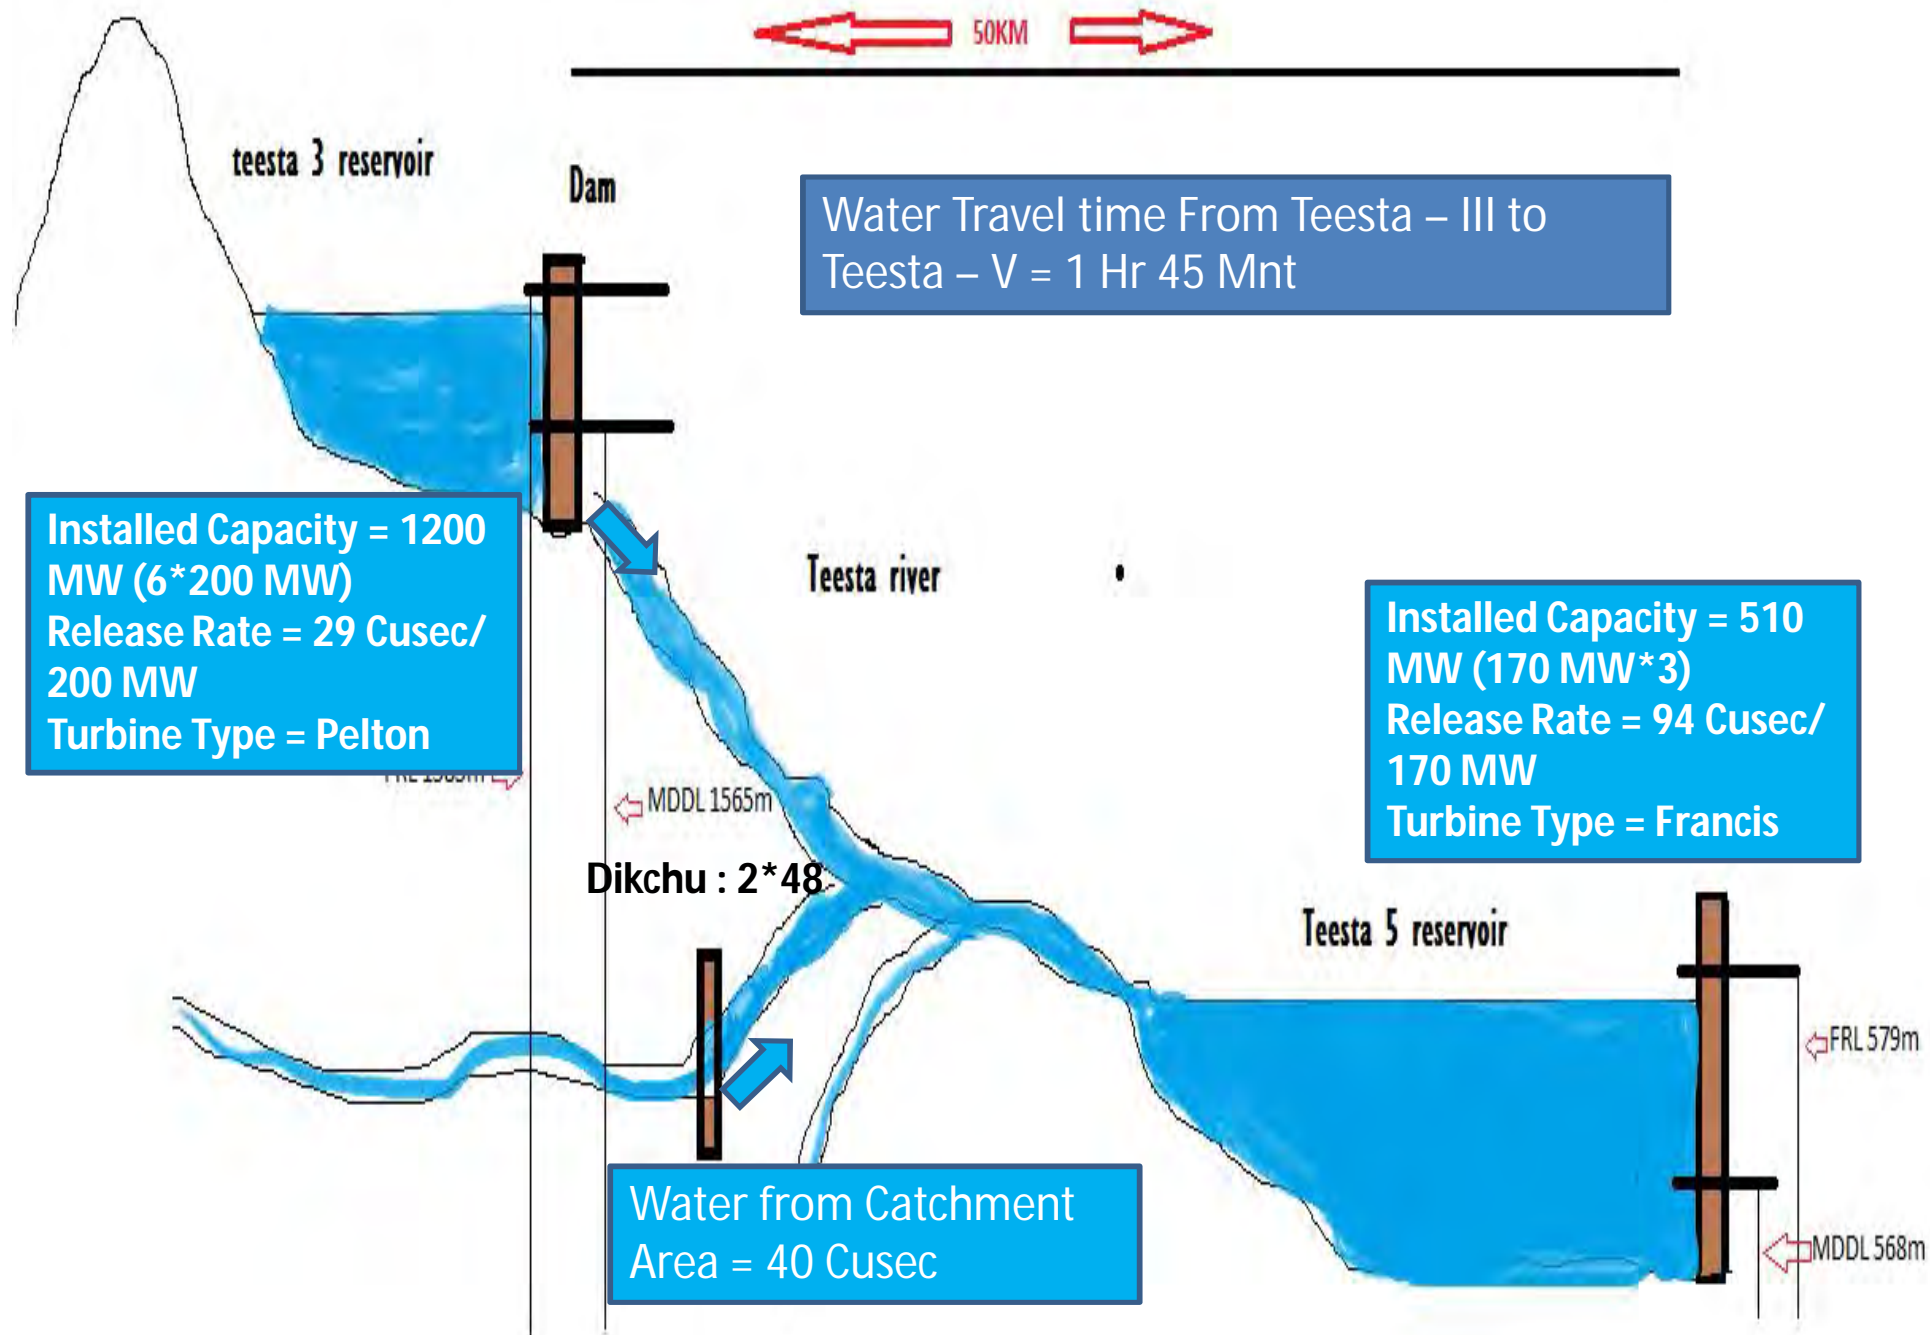 50KM
teesta 3 reservoir
Dam
Water Travel time From Teesta – III to
Teesta – V = 1 Hr 45 Mnt
Installed Capacity = 1200
MW (6*200 MW)
Release Rate = 29 Cusec/
200 MW
Turbine Type = Pelton
Teesta river
Installed Capacity = 510
MW (170 MW*3)
Release Rate = 94 Cusec/
170 MW
Turbine Type = Francis
MDDL 1565m
Dikchu : 2*48
Teesta 5 reservoir
FRL 579m
Water from Catchment
Area = 40 Cusec
MDDL 568m